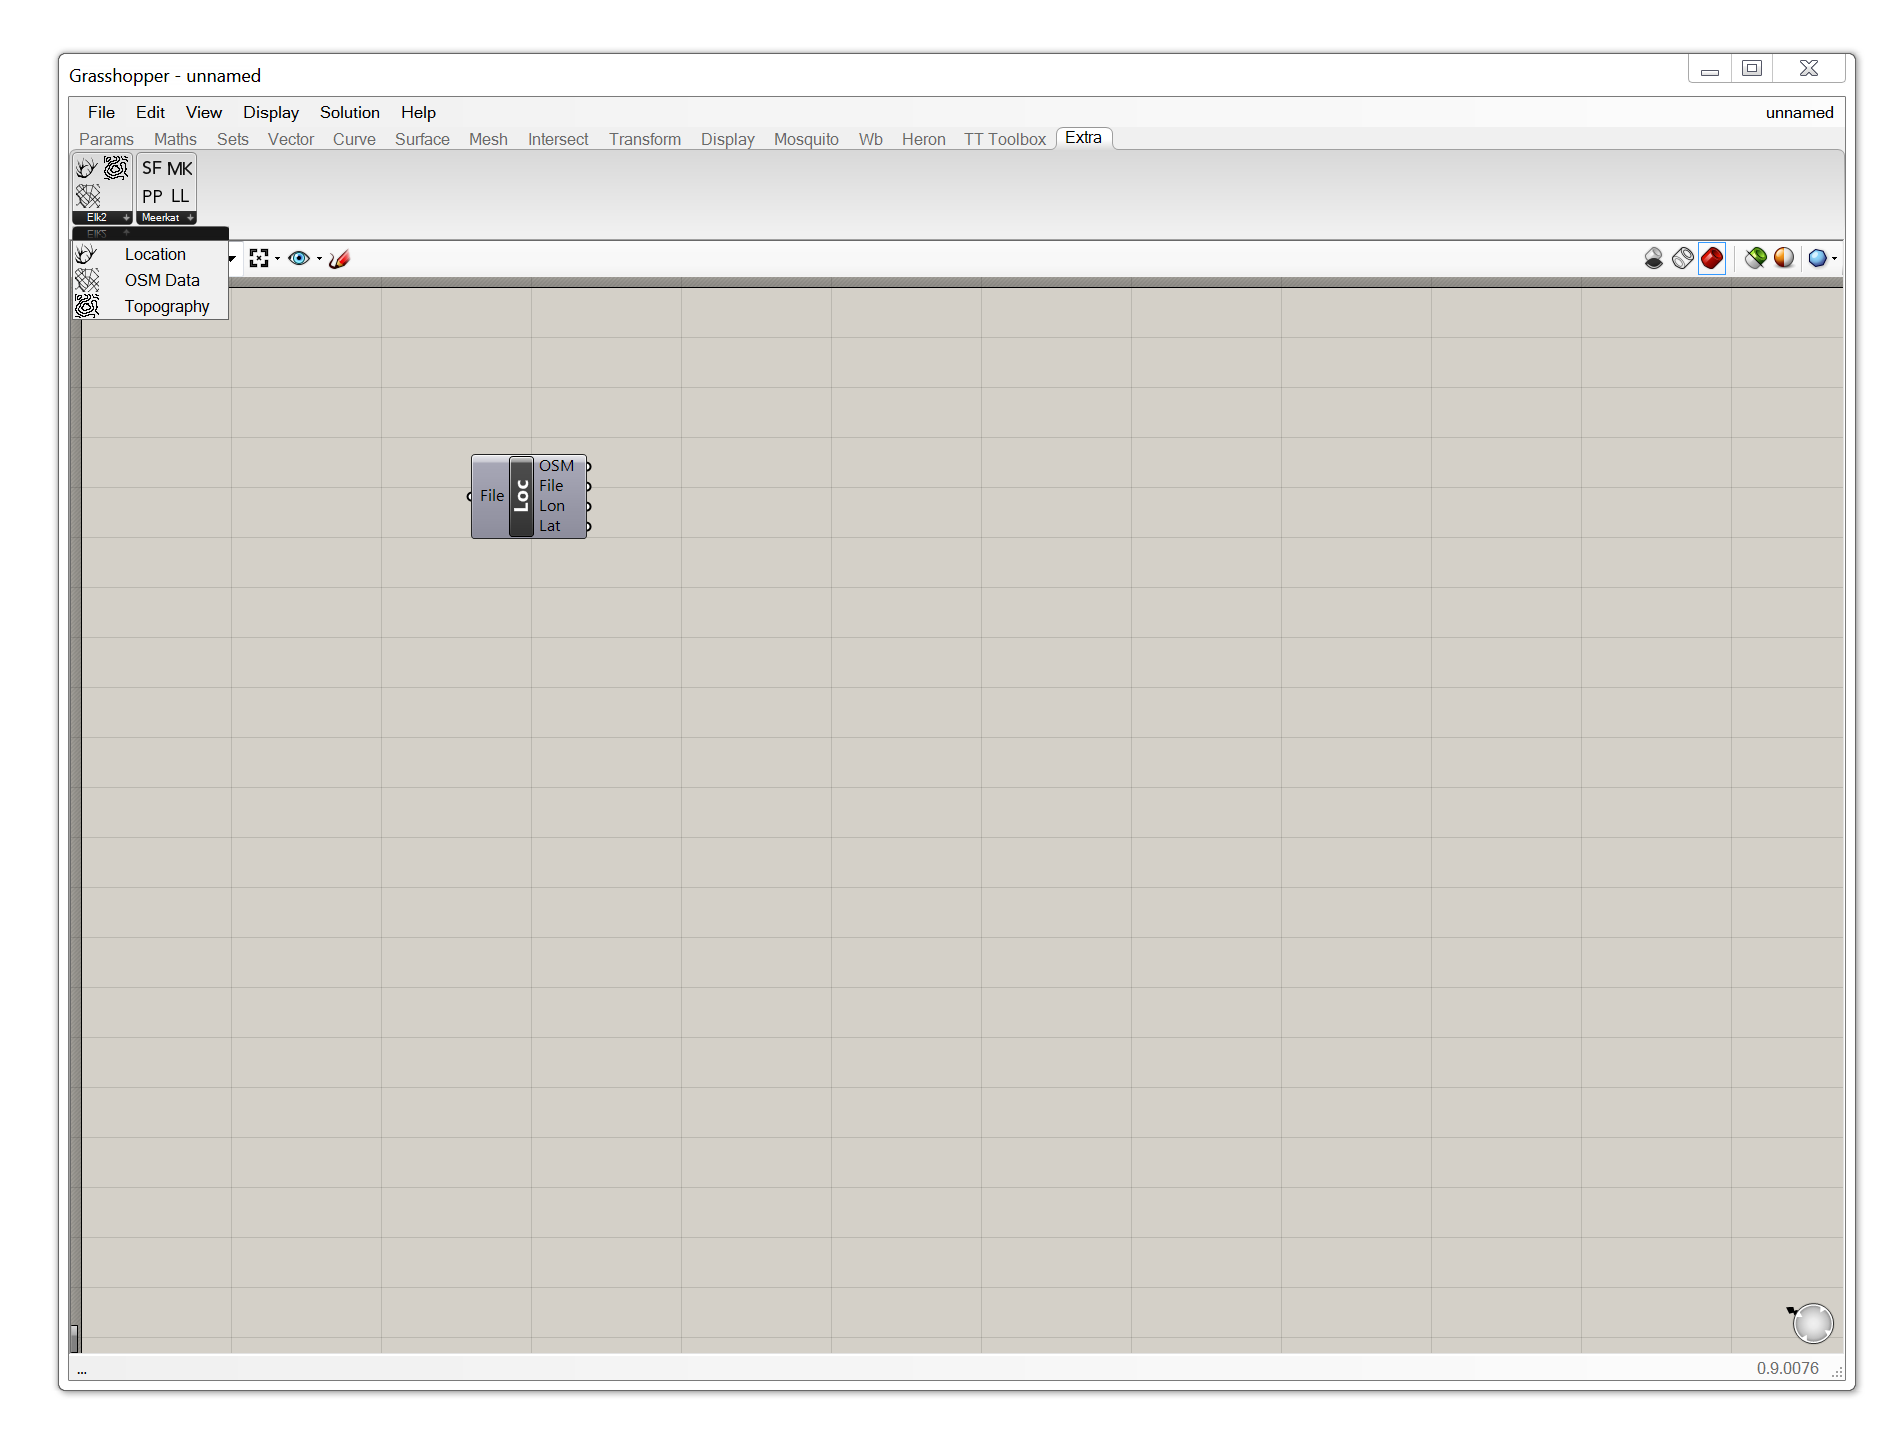 Grasshopper - unnamed
File Edit View Display Solution Help unnamed
Params Maths Sets Vector Curve Surface Mesh Intersect Transform Display Mosquito Wb Heron TT Toolbox Extra
SF MK
PP LL
Elk2 Meerkat
Location
OSM Data
Topography
File
Loc
OSM
File
Lon
Lat
... 0.9.0076